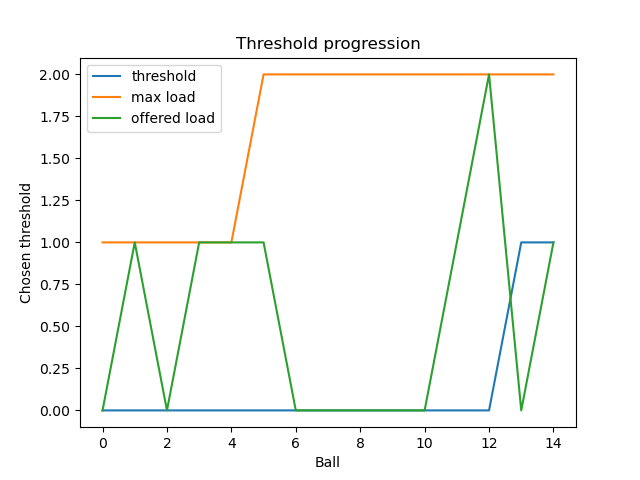 Threshold progression
threshold
max load
offered load
Chosen threshold
2.00
1.75
1.50
1.25
1.00
0.75
0.50
0.25
0.00
0 2 4 6 8 10 12 14
Ball